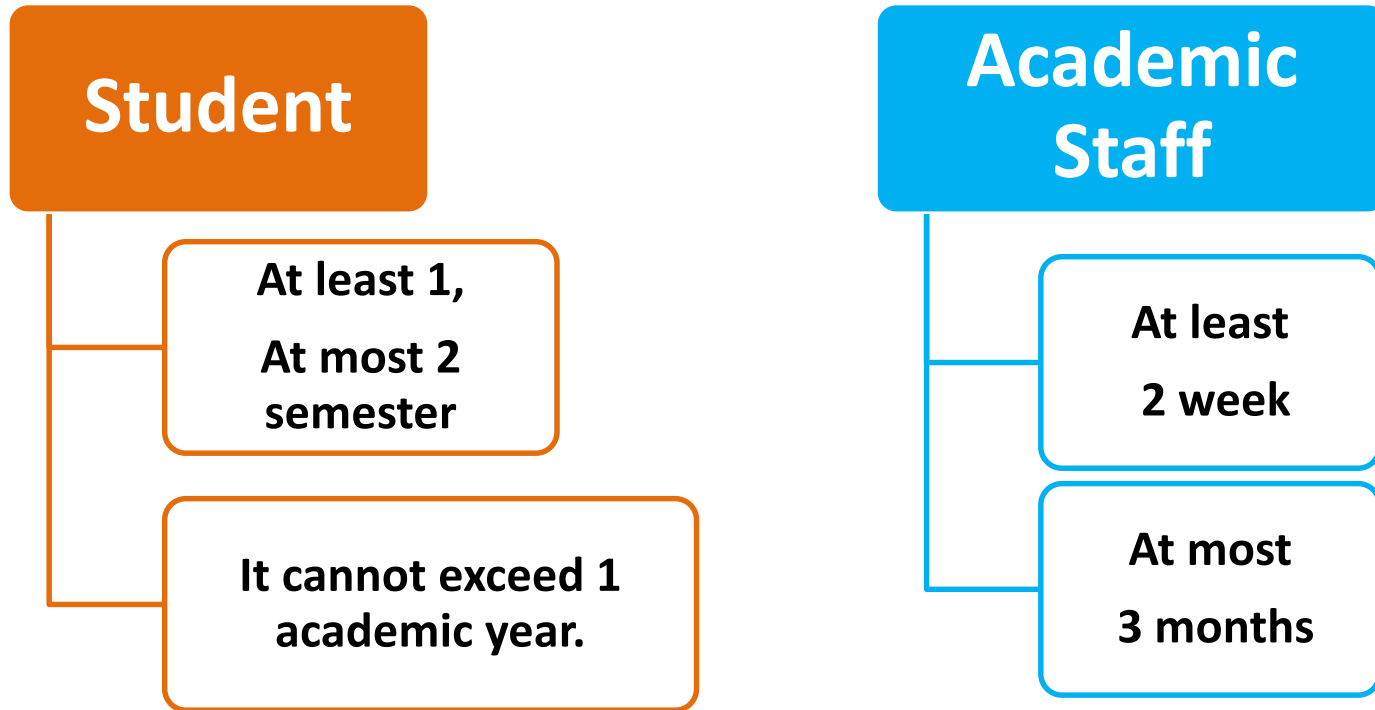 Student
At least 1,
At most 2
semester
It cannot exceed 1
academic year.
Academic
Staff
At least
2 week
At most
3 months